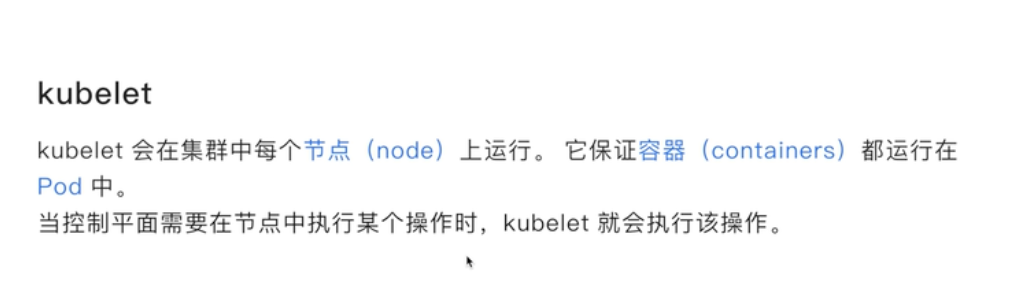 kubelet
kubelet 会在集群中每个节点（node）上运行。 它保证容器（containers）都运行在
Pod 中。
当控制平面需要在节点中执行某个操作时，kubelet 就会执行该操作。